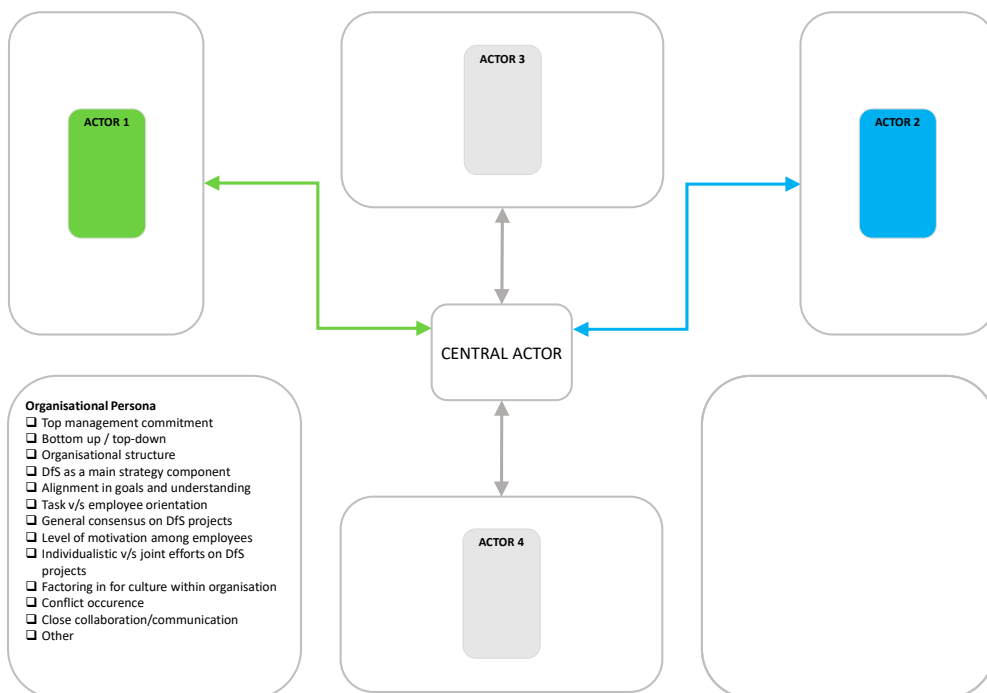 ACTOR 3
ACTOR 1
ACTOR 2
CENTRAL ACTOR
Organisational Persona
❑ Top management commitment
❑ Bottom up / top-down
❑ Organisational structure
❑ DfS as a main strategy component
❑ Alignment in goals and understanding
❑ Task v/s employee orientation
❑ General consensus on DfS projects
❑ Level of motivation among employees
❑ Individualistic v/s joint efforts on DfS
projects
❑ Factoring in for culture within organisation
❑ Conflict occurence
❑ Close collaboration/communication
❑ Other
ACTOR 4